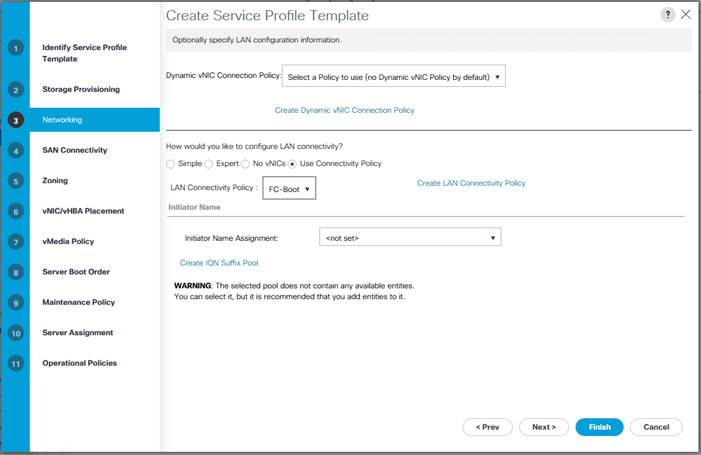 Create Service Profile Template
?
Optionally specify LAN configuration information.
1
Identify Service Profile
Template
2
Storage Provisioning
3
Networking
4
SAN Connectivity
5
Zoning
6
vNIC/vHBA Placement
7
vMedia Policy
8
Server Boot Order
9
Maintenance Policy
10
Server Assignment
11
Operational Policies
Dynamic vNIC Connection Policy: Select a Policy to use (no Dynamic vNIC Policy by default)
Create Dynamic vNIC Connection Policy
How would you like to configure LAN connectivity?
Simple Expert No vNICs Use Connectivity Policy
LAN Connectivity Policy : FC-Boot Create LAN Connectivity Policy
Initiator Name
Initiator Name Assignment: <not set>
Create IQN Suffix Pool
WARNING: The selected pool does not contain any available entities.
You can select it, but it is recommended that you add entities to it.
< Prev Next > Finish Cancel